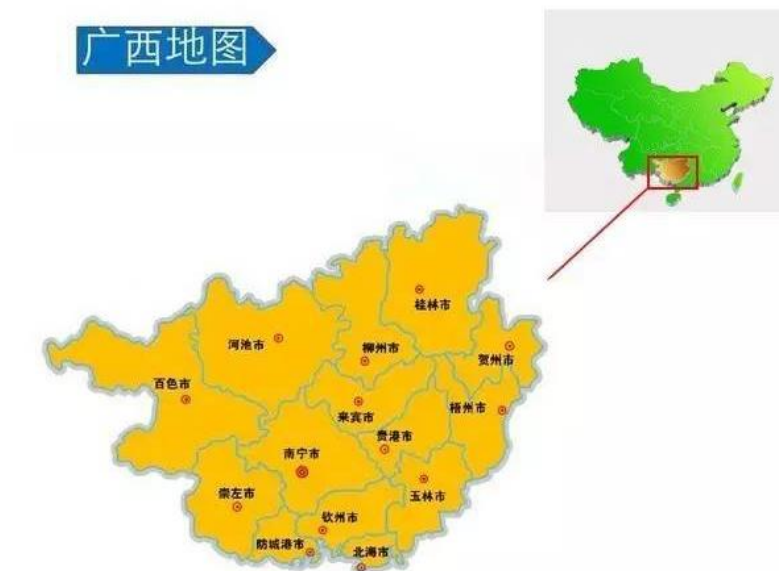 广西地图
桂林市
河池市
柳州市
贺州市
百色市
来宾市
梧州市
贵港市
南宁市
崇左市
玉林市
钦州市
防城港市
北海市